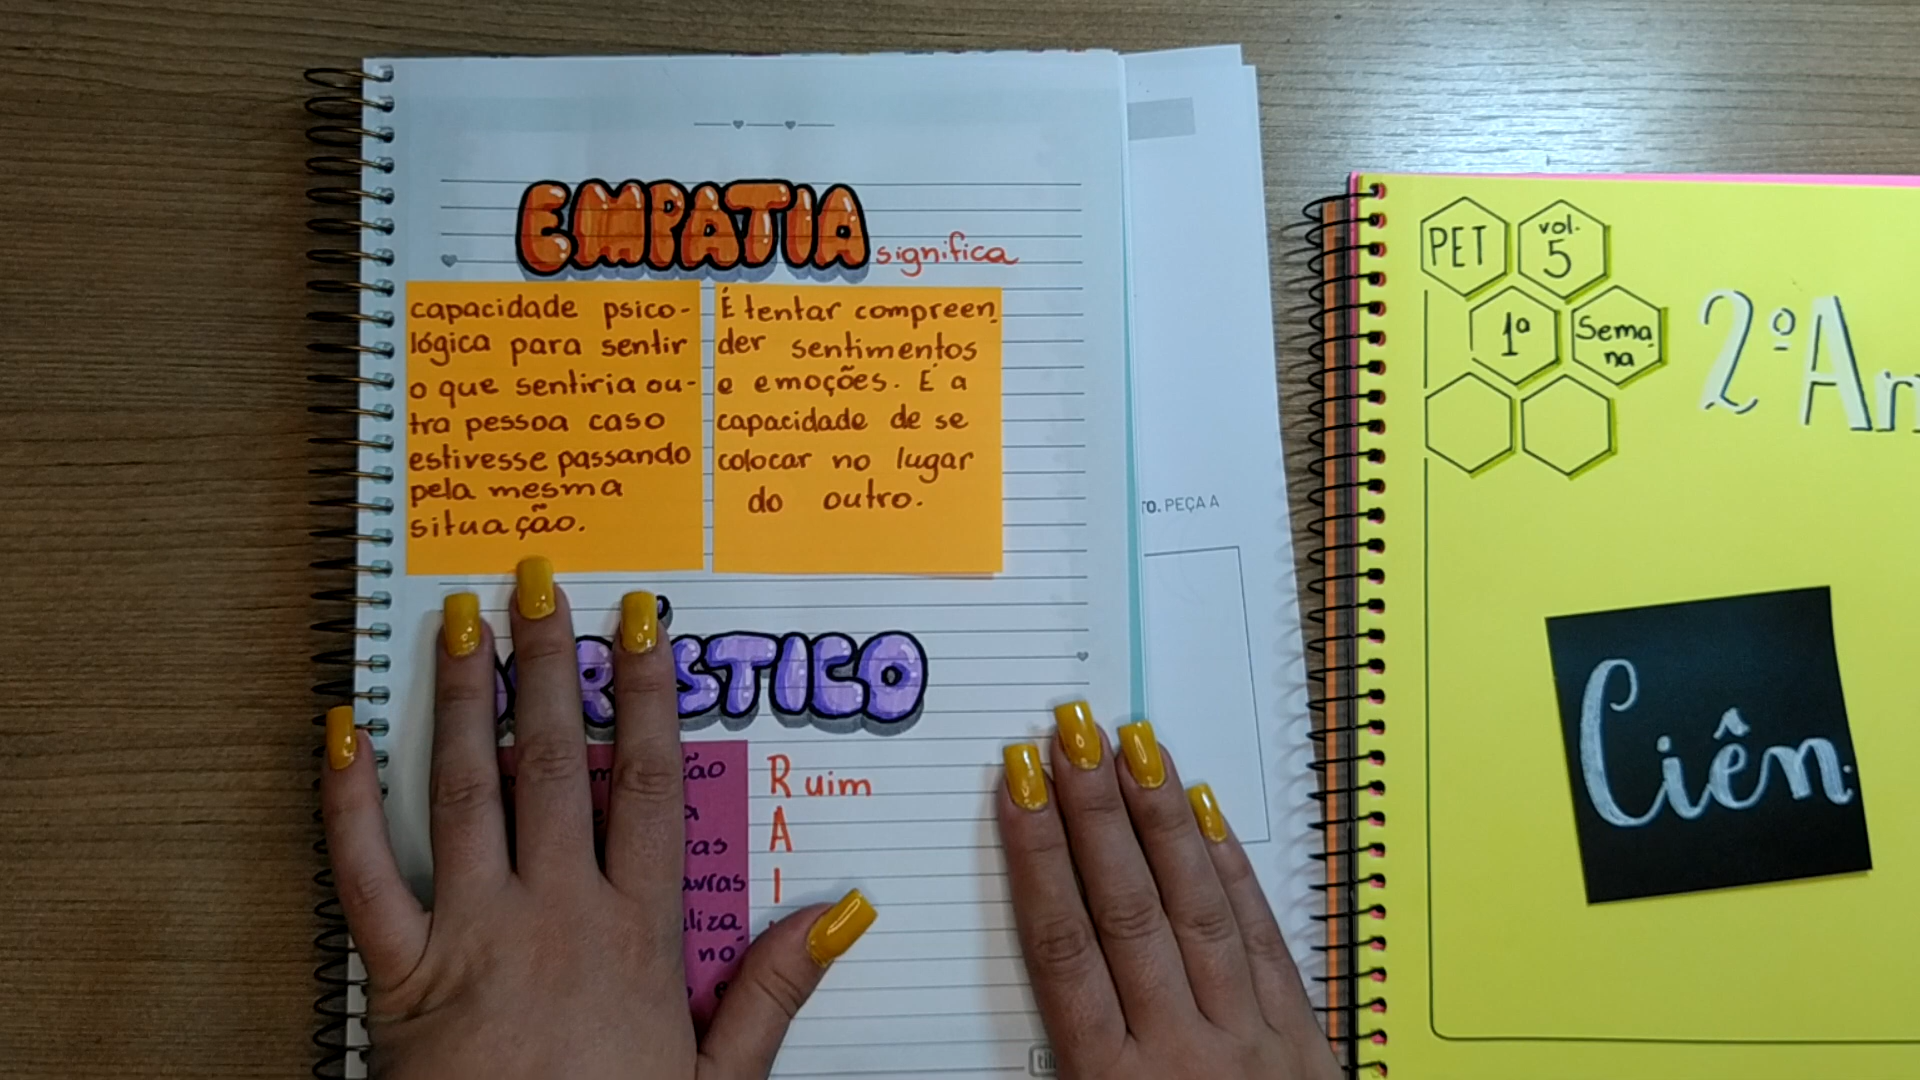 EMPATIA significa
capacidade psico-
lógica para sentir
o que sentiria ou-
tra pessoa caso
estivesse passando
pela mesma
situação.
É tentar compreen
der sentimentos
e emoções. É a
capacidade de se
colocar no lugar
do outro.
TO. PEÇA A
STICO
R uim
A
I
ão
a
ras
avras
liza
no
PET
vol.
5
1ª
Sema
na
2º An
Ciên.